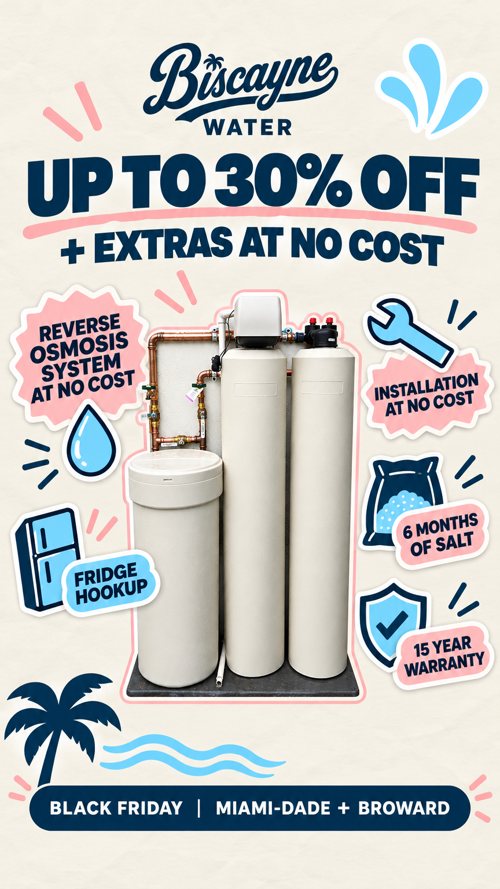 Biscayne
WATER
UP TO 30% OFF
+ EXTRAS AT NO COST
REVERSE
OSMOSIS
SYSTEM
AT NO COST
INSTALLATION
AT NO COST
6 MONTHS
OF SALT
FRIDGE
HOOKUP
15 YEAR
WARRANTY
BLACK FRIDAY | MIAMI-DADE + BROWARD